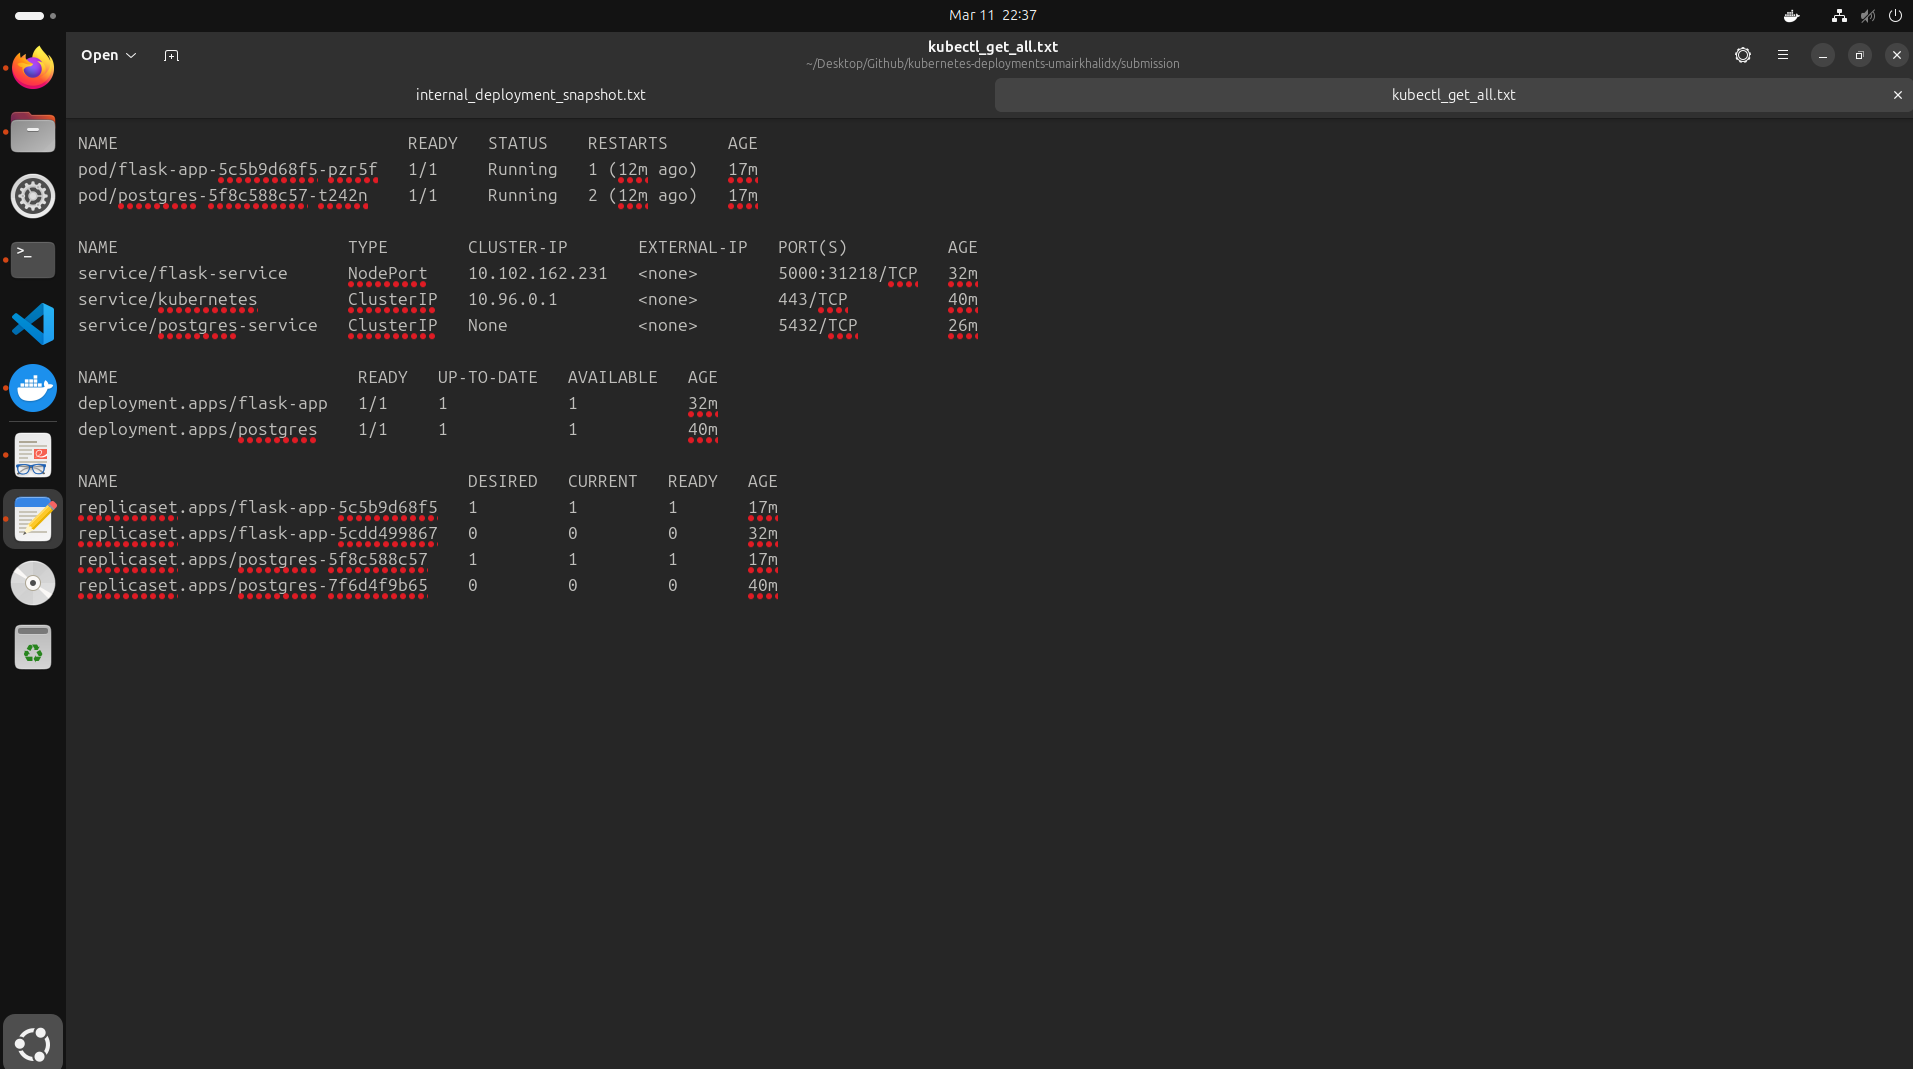 Mar 11 22:37
Open
kubectl_get_all.txt
~/Desktop/Github/kubernetes-deployments-umairkhalidx/submission
internal_deployment_snapshot.txt
kubectl_get_all.txt
NAME READY STATUS RESTARTS AGE
pod/flask-app-5c5b9d68f5-pzr5f 1/1 Running 1 (12m ago) 17m
pod/postgres-5f8c588c57-t242n 1/1 Running 2 (12m ago) 17m
NAME TYPE CLUSTER-IP EXTERNAL-IP PORT(S) AGE
service/flask-service NodePort 10.102.162.231 <none> 5000:31218/TCP 32m
service/kubernetes ClusterIP 10.96.0.1 <none> 443/TCP 40m
service/postgres-service ClusterIP None <none> 5432/TCP 26m
NAME READY UP-TO-DATE AVAILABLE AGE
deployment.apps/flask-app 1/1 1 1 32m
deployment.apps/postgres 1/1 1 1 40m
NAME DESIRED CURRENT READY AGE
replicaset.apps/flask-app-5c5b9d68f5 1 1 1 17m
replicaset.apps/flask-app-5cdd499867 0 0 0 32m
replicaset.apps/postgres-5f8c588c57 1 1 1 17m
replicaset.apps/postgres-7f6d4f9b65 0 0 0 40m